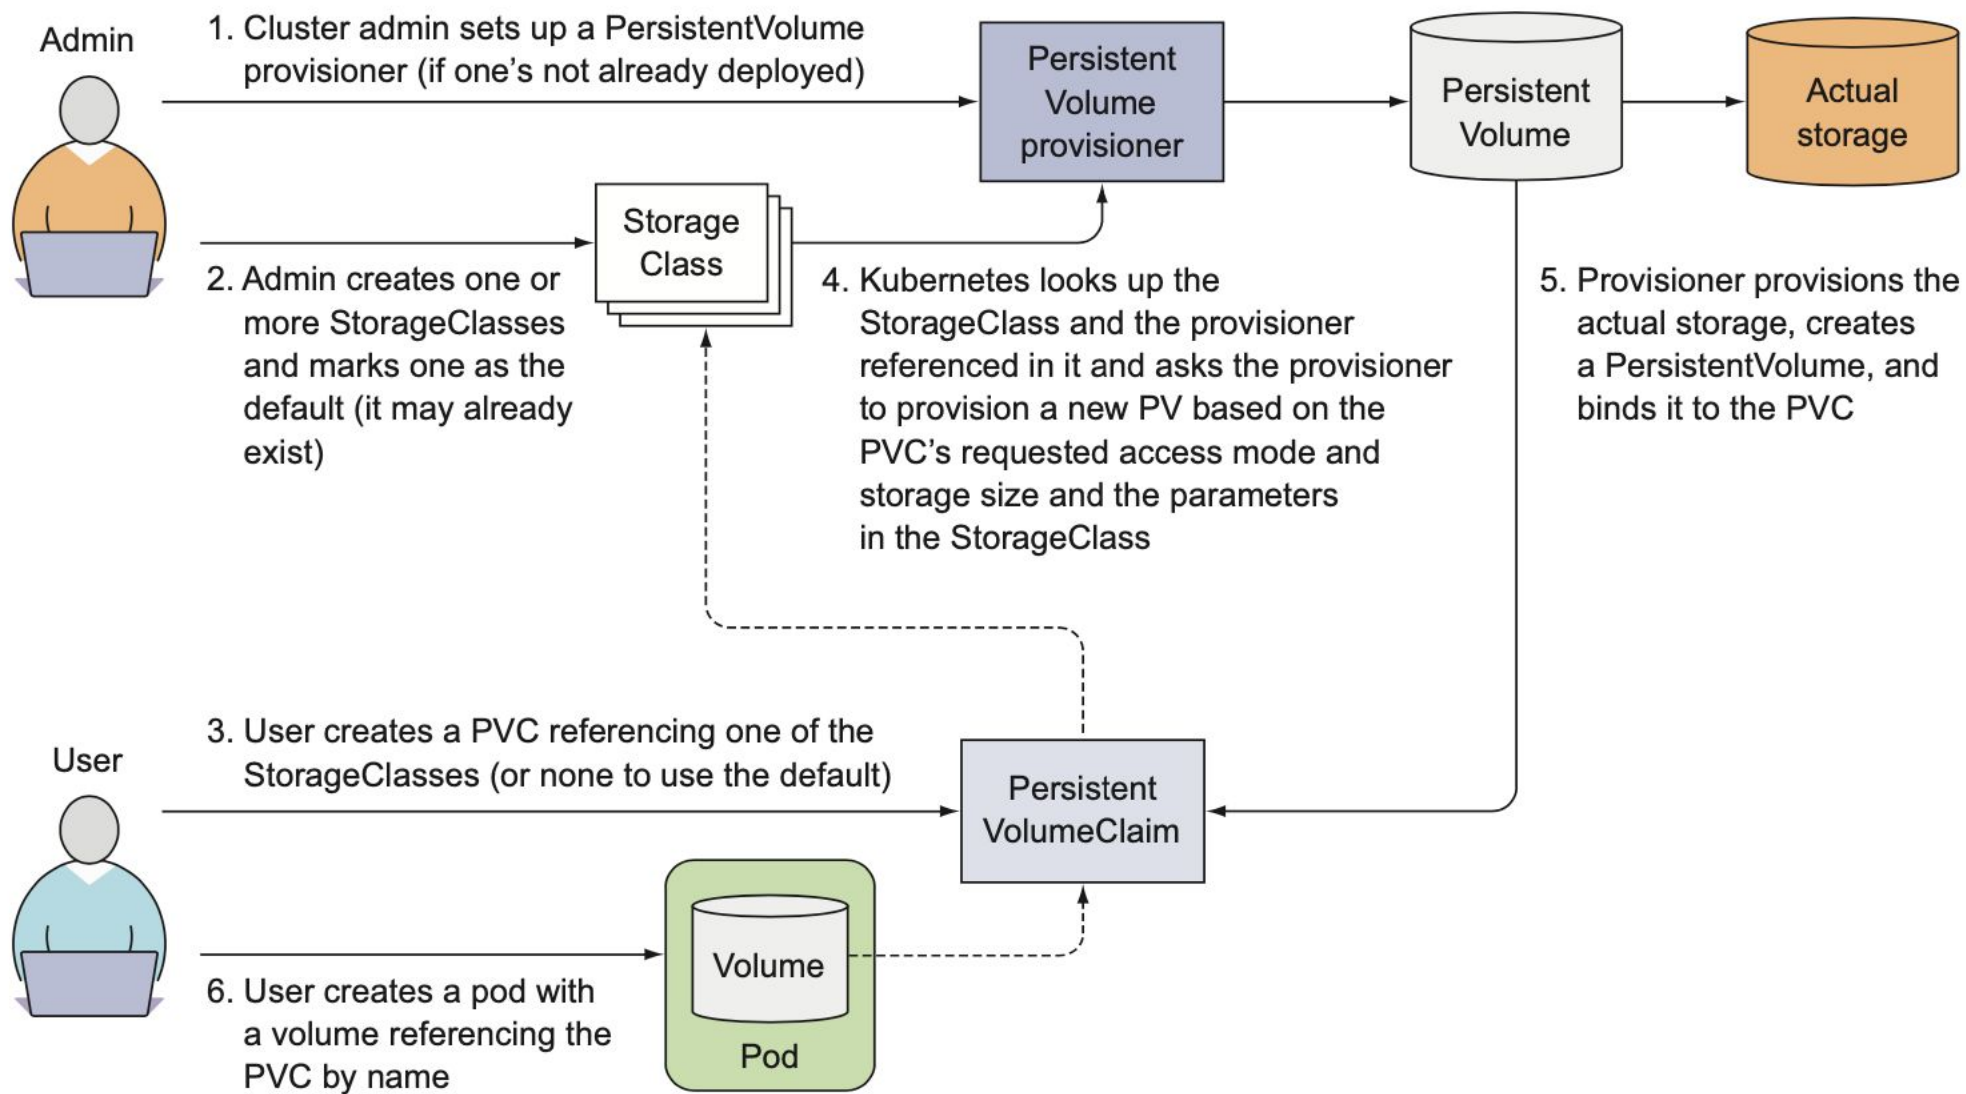 Admin
1. Cluster admin sets up a PersistentVolume
provisioner (if one’s not already deployed)
Persistent
Volume
provisioner
Persistent
Volume
Actual
storage
Storage
Class
2. Admin creates one or
more StorageClasses
and marks one as the
default (it may already
exist)
4. Kubernetes looks up the
StorageClass and the provisioner
referenced in it and asks the provisioner
to provision a new PV based on the
PVC’s requested access mode and
storage size and the parameters
in the StorageClass
5. Provisioner provisions the
actual storage, creates
a PersistentVolume, and
binds it to the PVC
User
3. User creates a PVC referencing one of the
StorageClasses (or none to use the default)
Persistent
VolumeClaim
Volume
Pod
6. User creates a pod with
a volume referencing the
PVC by name